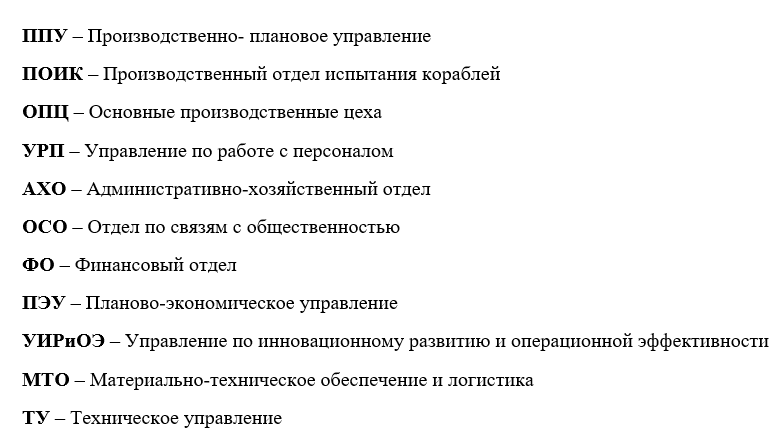 ППУ – Производственно- плановое управление
ПОИК – Производственный отдел испытания кораблей
ОПЦ – Основные производственные цеха
УРП – Управление по работе с персоналом
АХО – Административно-хозяйственный отдел
ОСО – Отдел по связям с общественностью
ФО – Финансовый отдел
ПЭУ – Планово-экономическое управление
УИРиОЭ – Управление по инновационному развитию и операционной эффективности
МТО – Материально-техническое обеспечение и логистика
ТУ – Техническое управление